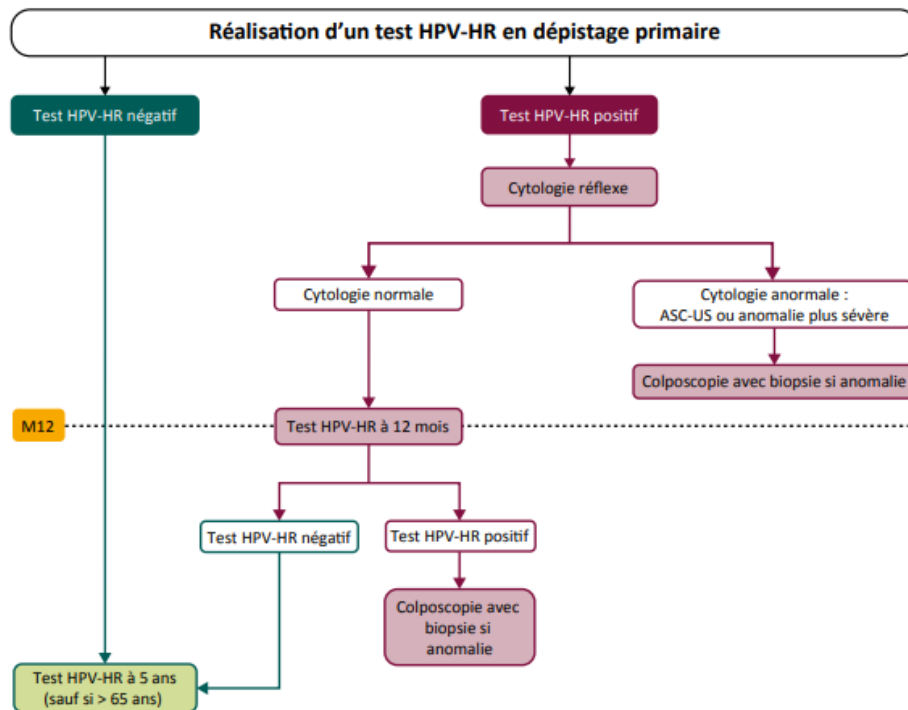 Réalisation d'un test HPV-HR en dépistage primaire
Test HPV-HR négatif
Test HPV-HR positif
Cytologie réflexe
Cytologie normale
Cytologie anormale :
ASC-US ou anomalie plus sévère
Colposcopie avec biopsie si anomalie
M12
Test HPV-HR à 12 mois
Test HPV-HR négatif
Test HPV-HR positif
Colposcopie avec
biopsie si
anomalie
Test HPV-HR à 5 ans
(sauf si > 65 ans)